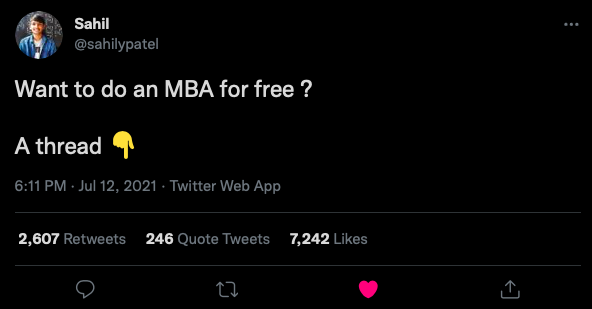 Sahil
@sahilypatel
Want to do an MBA for free ?
A thread 👇
6:11 PM · Jul 12, 2021 · Twitter Web App
2,607 Retweets 246 Quote Tweets 7,242 Likes